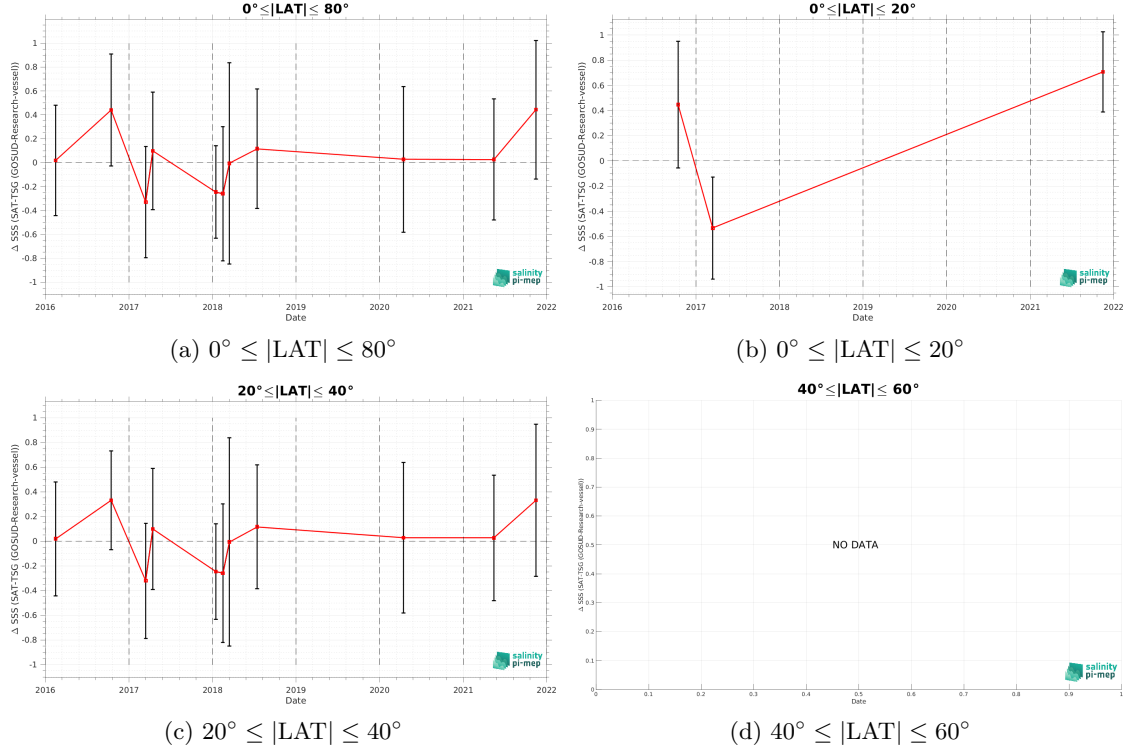 0°≤|LAT|≤ 80°
Δ SSS (SAT-TSG (GOSUD-Research-vessel))
1
0.8
0.6
0.4
0.2
0
-0.2
-0.4
-0.6
-0.8
-1
2016 2017 2018 2019 2020 2021 2022
Date
salinity
pi-mep
(a) 0° ≤ |LAT| ≤ 80°
0°≤|LAT|≤ 20°
Δ SSS (SAT-TSG (GOSUD-Research-vessel))
1
0.8
0.6
0.4
0.2
0
-0.2
-0.4
-0.6
-0.8
-1
2016 2017 2018 2019 2020 2021 2022
Date
salinity
pi-mep
(b) 0° ≤ |LAT| ≤ 20°
20°≤|LAT|≤ 40°
Δ SSS (SAT-TSG (GOSUD-Research-vessel))
1
0.8
0.6
0.4
0.2
0
-0.2
-0.4
-0.6
-0.8
-1
2016 2017 2018 2019 2020 2021 2022
Date
salinity
pi-mep
(c) 20° ≤ |LAT| ≤ 40°
40°≤|LAT|≤ 60°
Δ SSS (SAT-TSG (GOSUD-Research-vessel))
1
0.9
0.8
0.7
0.6
0.5
0.4
0.3
0.2
0.1
0
NO DATA
0 0.1 0.2 0.3 0.4 0.5 0.6 0.7 0.8 0.9 1
Date
salinity
pi-mep
(d) 40° ≤ |LAT| ≤ 60°